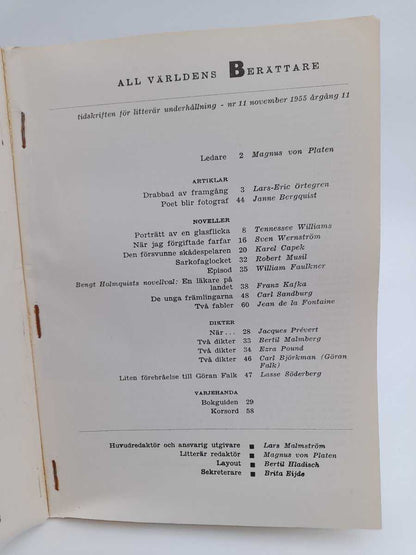 ALL VÄRLDENS BERÄTTARE
tidskriften för litterär underhållning - nr 11 november 1955 årgång 11
Ledare 2 Magnus von Platen
ARTIKLAR
Drabbad av framgång 3 Lars-Eric Örtegren
Poet blir fotograf 44 Janne Bergquist
NOVELLER
Porträtt av en glasflicka 8 Tennessee Williams
När jag förgiftade farfar 16 Sven Wernström
Den försvunne skådespelaren 20 Karel Capek
Sarkofaglocket 32 Robert Musil
Episod 35 William Faulkner
Bengt Holmquists novellval: En läkare på
landet 38 Franz Kafka
De unga främlingarna 48 Carl Sandburg
Två fabler 60 Jean de la Fontaine
DIKTER
När... 28 Jacques Prévert
Två dikter 33 Bertil Malmberg
Två dikter 34 Ezra Pound
Två dikter 46 Carl Björkman (Göran
Falk)
Liten förebråelse till Göran Falk 47 Lasse Söderberg
VARJEHANDA
Bokguiden 29
Korsord 58
Huvudredaktör och ansvarig utgivare ■ Lars Malmström
Litterär redaktör ■ Magnus von Platen
Layout ■ Bertil Hladisch
Sekreterare ■ Brita Eijde